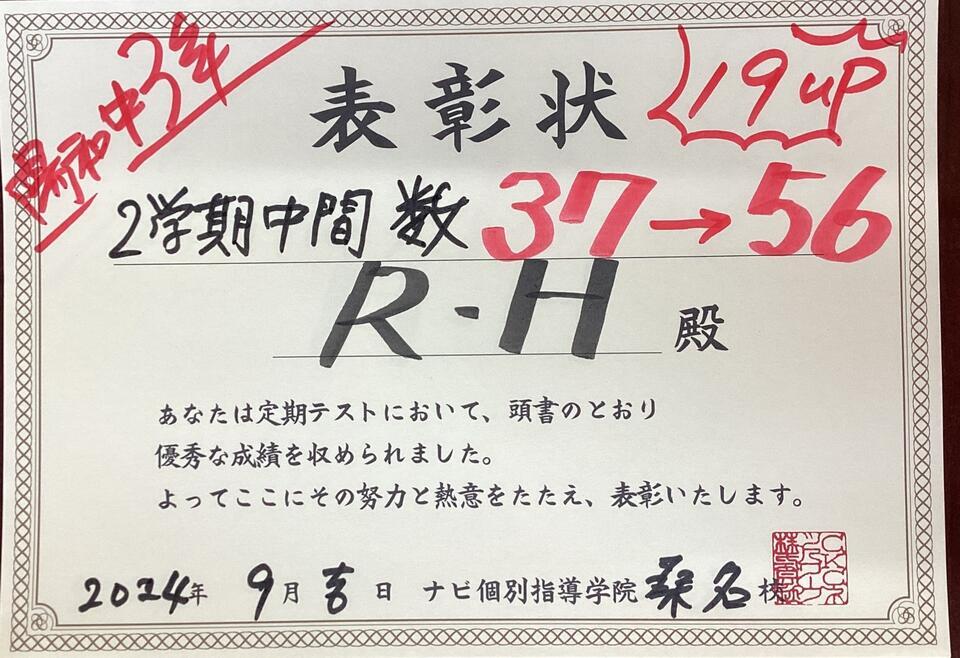 陽和中3年
表彰状
19up
2学期中間 数 37→56
R-H 殿
あなたは定期テストにおいて、頭書のとおり
優秀な成績を収められました。
よってここにその努力と熱意をたたえ、表彰いたします。
2024年 9月吉日 ナビ個別指導学院 桑名校